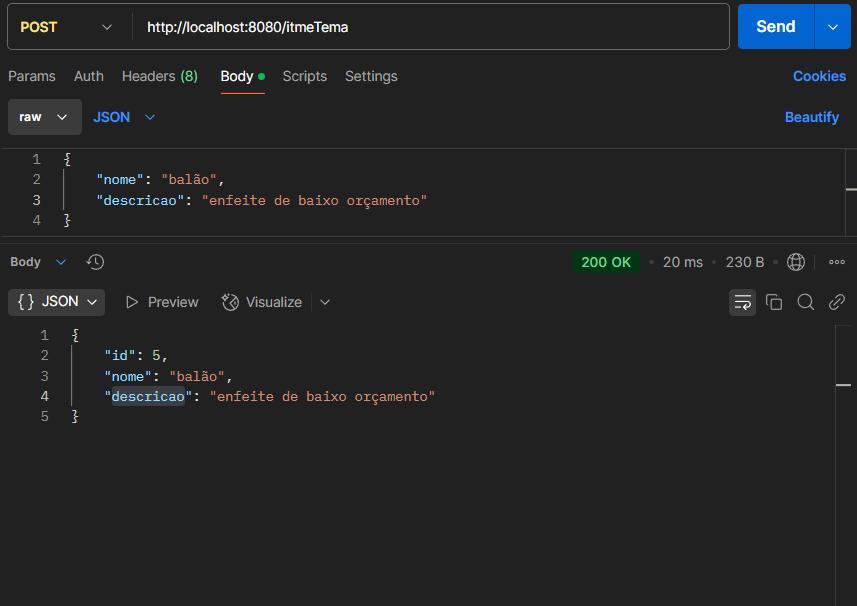 POST http://localhost:8080/itmeTema Send
Params Auth Headers (8) Body Scripts Settings Cookies
raw JSON Beautify
1 {
2 "nome": "balão",
3 "descricao": "enfeite de baixo orçamento"
4 }
Body 200 OK 20 ms 230 B
{} JSON Preview Visualize
1 {
2 "id": 5,
3 "nome": "balão",
4 "descricao": "enfeite de baixo orçamento"
5 }